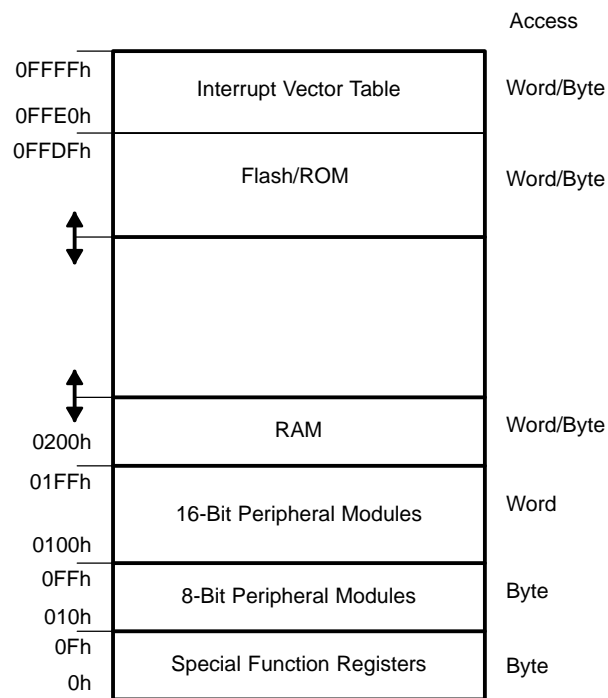 Access
0FFFFh
Interrupt Vector Table
Word/Byte
0FFE0h
0FFDFh
Flash/ROM
Word/Byte
RAM
Word/Byte
0200h
01FFh
16-Bit Peripheral Modules
Word
0100h
0FFh
8-Bit Peripheral Modules
Byte
010h
0Fh
Special Function Registers
Byte
0h